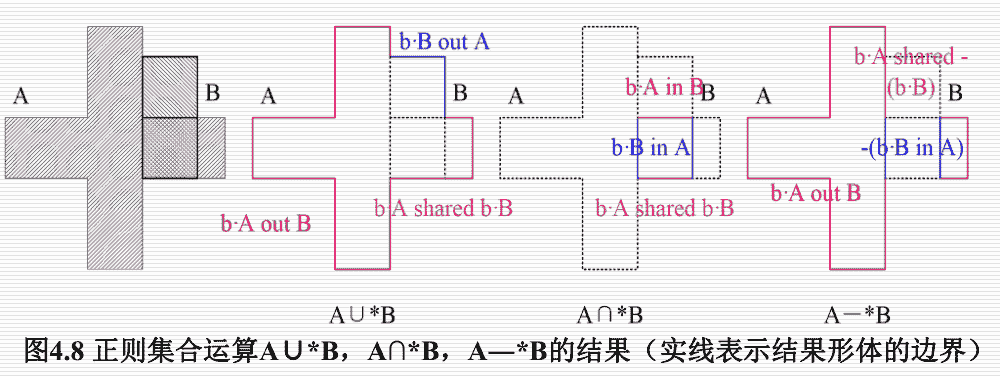 A
B
A
b·B out A
B
b·A out B
b·A shared b·B
A∪*B
A
b·A in B
B
b·B in A
b·A shared b·B
A∩*B
A
b·A shared -
(b·B)
B
-(b·B in A)
b·A out B
A－*B
图4.8 正则集合运算A∪*B，A∩*B，A—*B的结果（实线表示结果形体的边界）